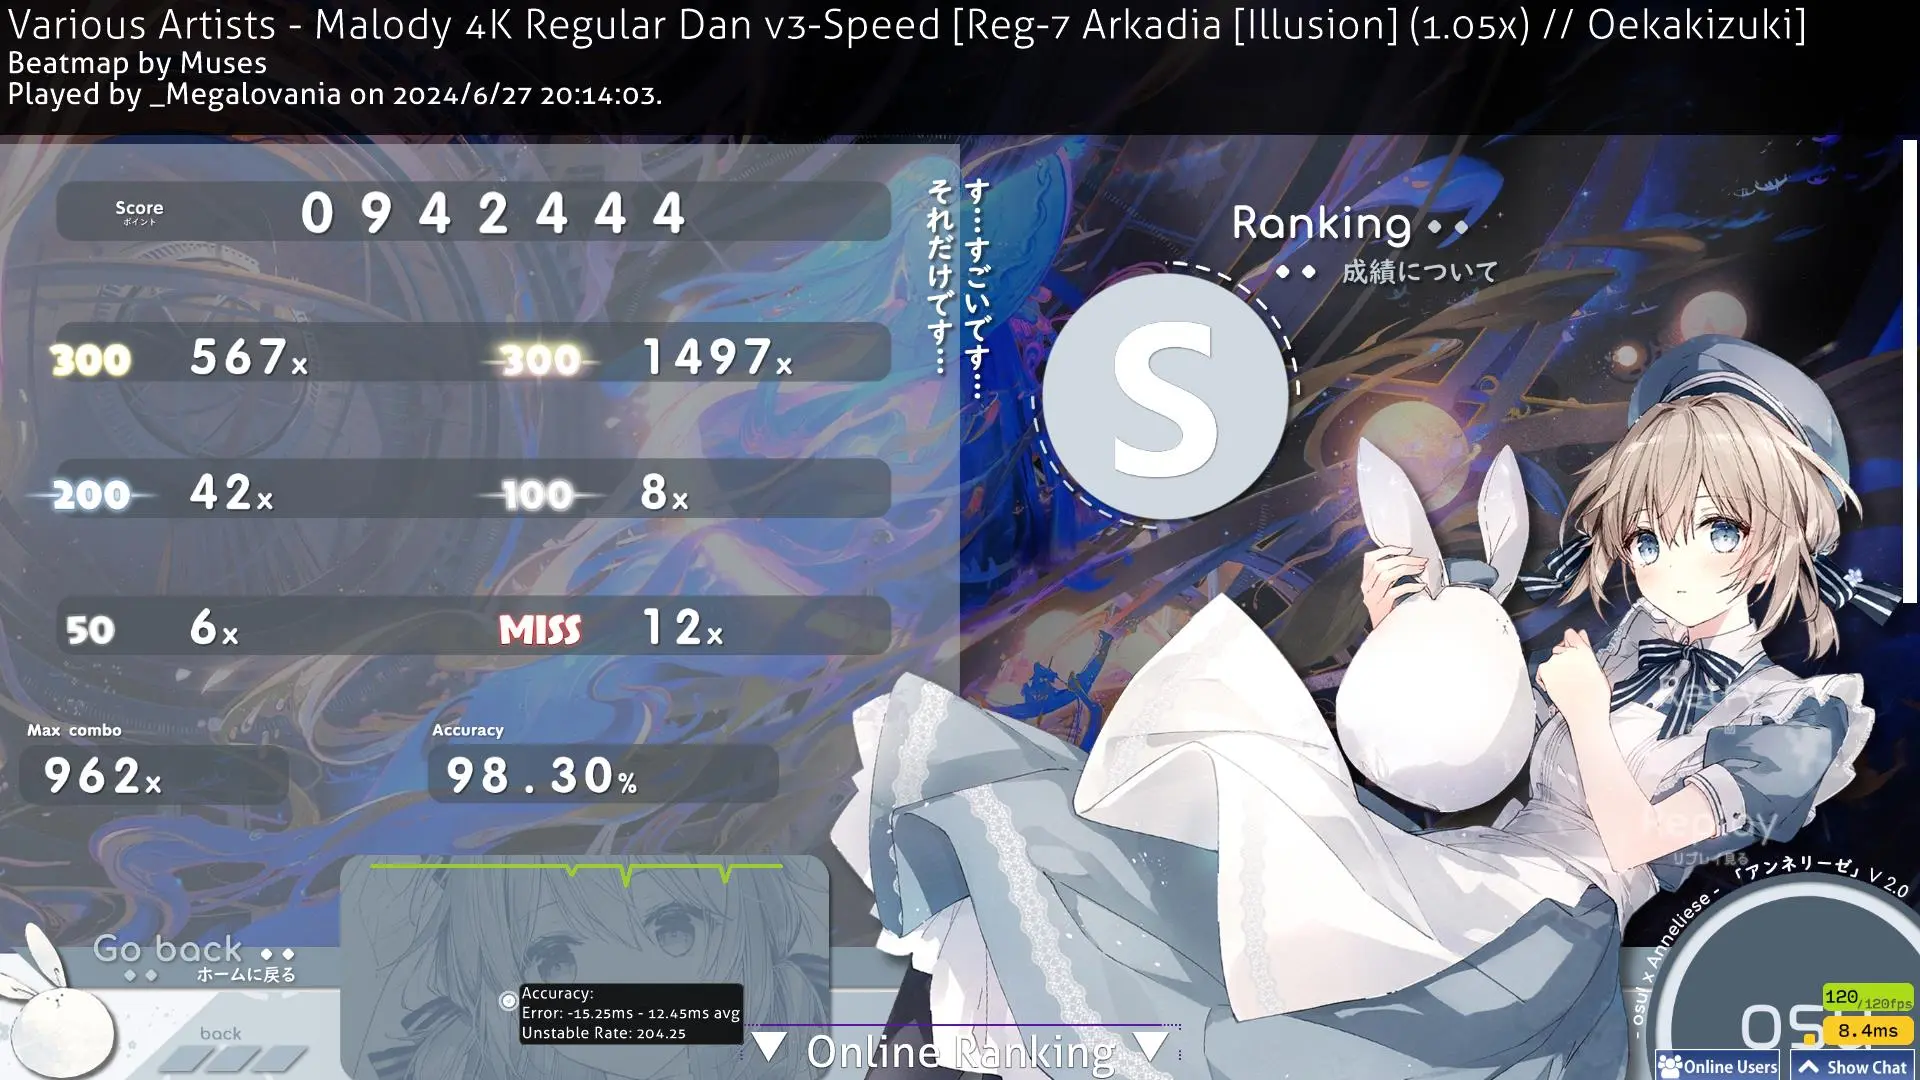 Various Artists - Malody 4K Regular Dan v3-Speed [Reg-7 Arkadia [Illusion] (1.05x) // Oekakizuki]
Beatmap by Muses
Played by _Megalovania on 2024/6/27 20:14:03.
Score
ポイント
0942444
す…すごいです…
それだけです…
Ranking
成績について
S
300 567x
300 1497x
200 42x
100 8x
50 6x
MISS 12x
Max combo
962x
Accuracy
98.30%
Replay
リプレイ見る
- osu! x Anneliese - 「アンネリーゼ」 V 2.0
Go back
ホームに戻る
back
Accuracy:
Error: -15.25ms - 12.45ms avg
Unstable Rate: 204.25
Online Ranking
120/120fps
8.4ms
Online Users
Show Chat